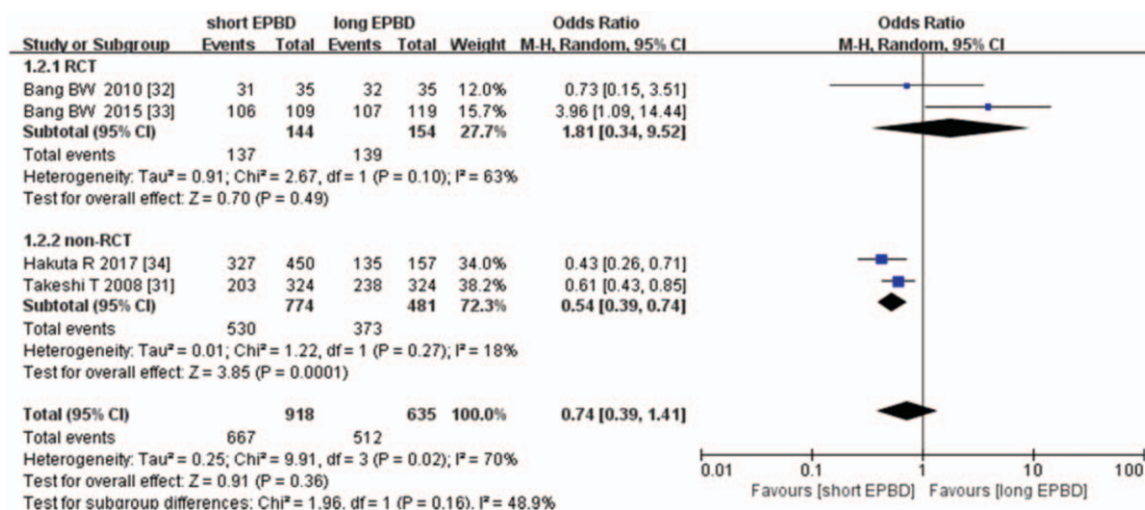 short EPBD long EPBD Odds Ratio Odds Ratio
Study or Subgroup Events Total Events Total Weight M-H, Random, 95% CI M-H, Random, 95% CI
1.2.1 RCT
Bang BW 2010 [32] 31 35 32 35 12.0% 0.73 [0.15, 3.51]
Bang BW 2015 [33] 106 109 107 119 15.7% 3.96 [1.09, 14.44]
Subtotal (95% CI) 144 154 27.7% 1.81 [0.34, 9.52]
Total events 137 139
Heterogeneity: Tau² = 0.91; Chi² = 2.67, df = 1 (P = 0.10); I² = 63%
Test for overall effect: Z = 0.70 (P = 0.49)
1.2.2 non-RCT
Hakuta R 2017 [34] 327 450 135 157 34.0% 0.43 [0.26, 0.71]
Takeshi T 2008 [31] 203 324 238 324 38.2% 0.61 [0.43, 0.85]
Subtotal (95% CI) 774 481 72.3% 0.54 [0.39, 0.74]
Total events 530 373
Heterogeneity: Tau² = 0.01; Chi² = 1.22, df = 1 (P = 0.27); I² = 18%
Test for overall effect: Z = 3.85 (P = 0.0001)
Total (95% CI) 918 635 100.0% 0.74 [0.39, 1.41]
Total events 667 512
Heterogeneity: Tau² = 0.25; Chi² = 9.91, df = 3 (P = 0.02); I² = 70%
Test for overall effect: Z = 0.91 (P = 0.36)
Test for subgroup differences: Chi² = 1.96, df = 1 (P = 0.16), I² = 48.9%
0.01 0.1 1 10 100
Favours [short EPBD] Favours [long EPBD]